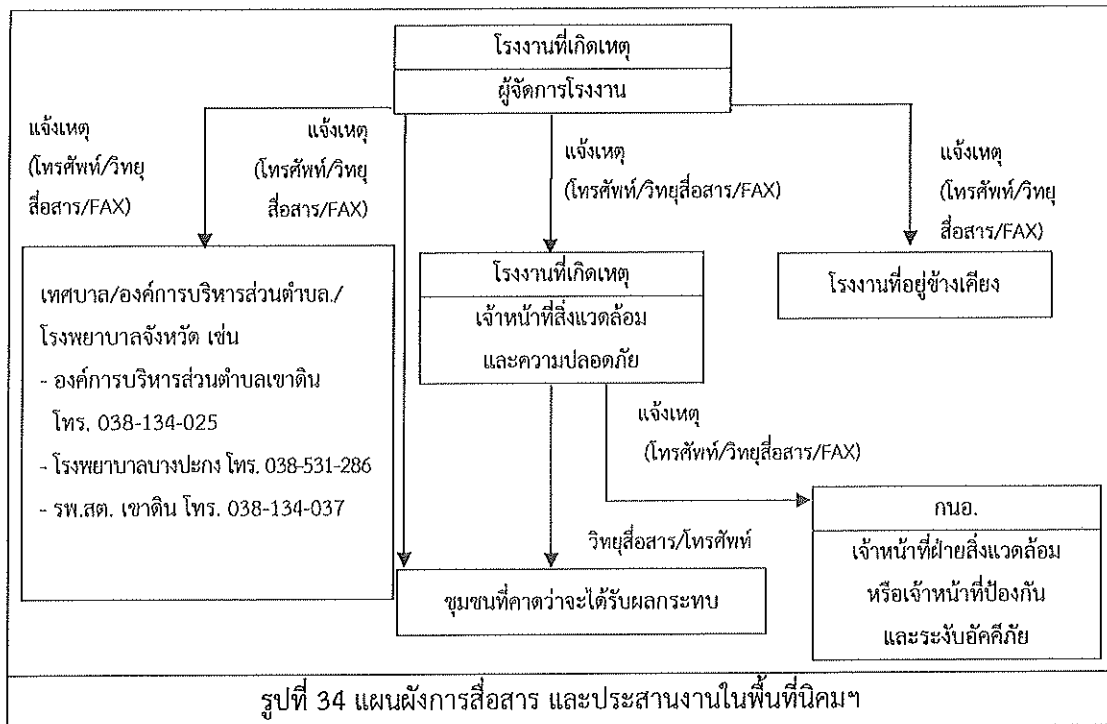 โรงงานที่เกิดเหตุ
ผู้จัดการโรงงาน
แจ้งเหตุ
(โทรศัพท์/วิทยุ
สื่อสาร/FAX)
แจ้งเหตุ
(โทรศัพท์/วิทยุ
สื่อสาร/FAX)
แจ้งเหตุ
(โทรศัพท์/วิทยุสื่อสาร/FAX)
แจ้งเหตุ
(โทรศัพท์/วิทยุ
สื่อสาร/FAX)
เทศบาล/องค์การบริหารส่วนตำบล./
โรงพยาบาลจังหวัด เช่น
- องค์การบริหารส่วนตำบลเขาดิน
โทร. 038-134-025
- โรงพยาบาลบางปะกง โทร. 038-531-286
- รพ.สต. เขาดิน โทร. 038-134-037
โรงงานที่เกิดเหตุ
เจ้าหน้าที่สิ่งแวดล้อม
และความปลอดภัย
โรงงานที่อยู่ข้างเคียง
แจ้งเหตุ
(โทรศัพท์/วิทยุสื่อสาร/FAX)
วิทยุสื่อสาร/โทรศัพท์
ชุมชนที่คาดว่าจะได้รับผลกระทบ
กนอ.
เจ้าหน้าที่ฝ่ายสิ่งแวดล้อม
หรือเจ้าหน้าที่ป้องกัน
และระงับอัคคีภัย
รูปที่ 34 แผนผังการสื่อสาร และประสานงานในพื้นที่นิคมฯ